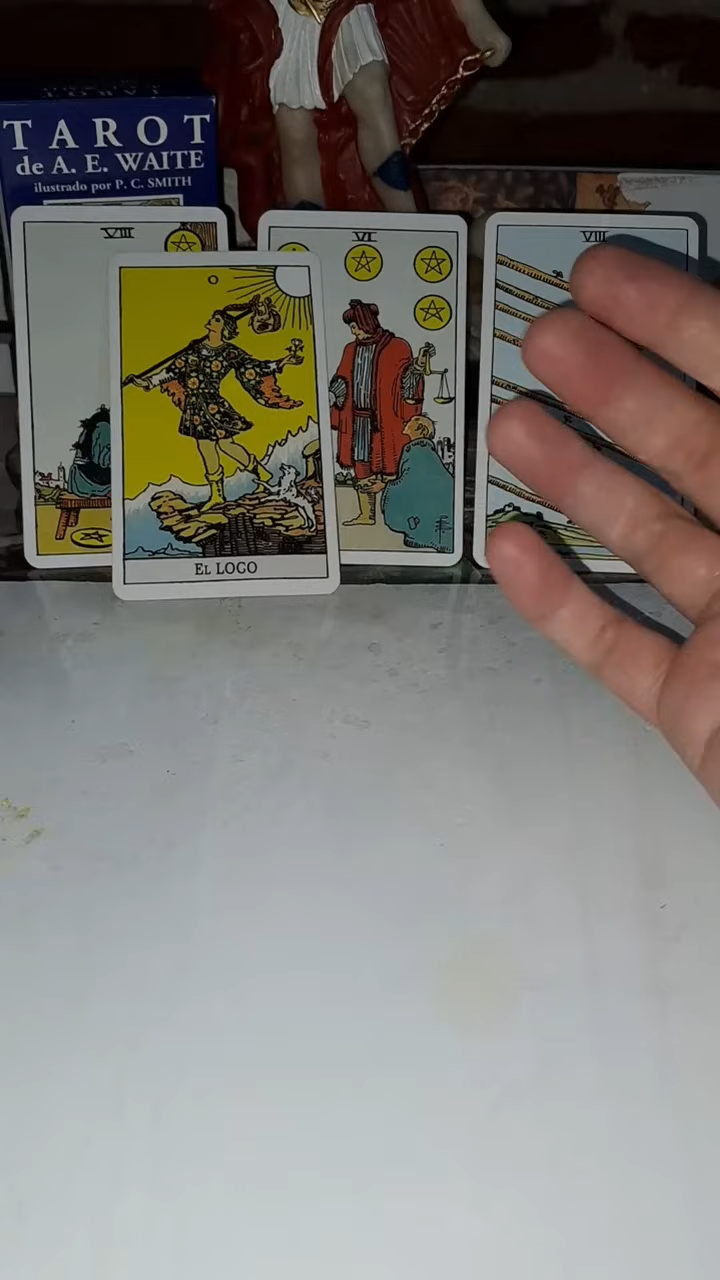 TAROT
de A. E. WAITE
ilustrado por P. C. SMITH
VIII
VI
VIII
EL LOCO